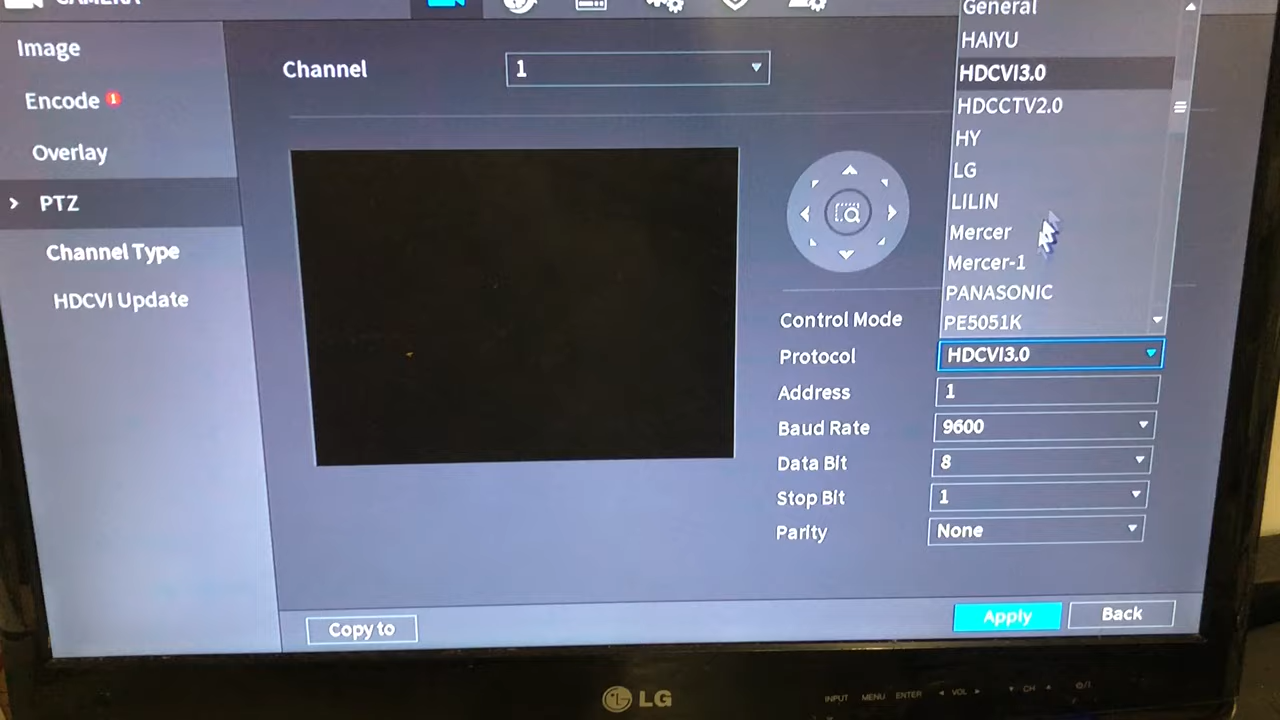 CAMERA
Image
Encode 1
Overlay
PTZ
Channel Type
HDCVI Update
Channel
1
General
HAIYU
HDCVI3.0
HDCCTV2.0
HY
LG
LILIN
Mercer
Mercer-1
PANASONIC
PE5051K
Control Mode
Protocol HDCVI3.0
Address 1
Baud Rate 9600
Data Bit 8
Stop Bit 1
Parity None
Copy to
Apply
Back
LG
INPUT MENU ENTER VOL CH